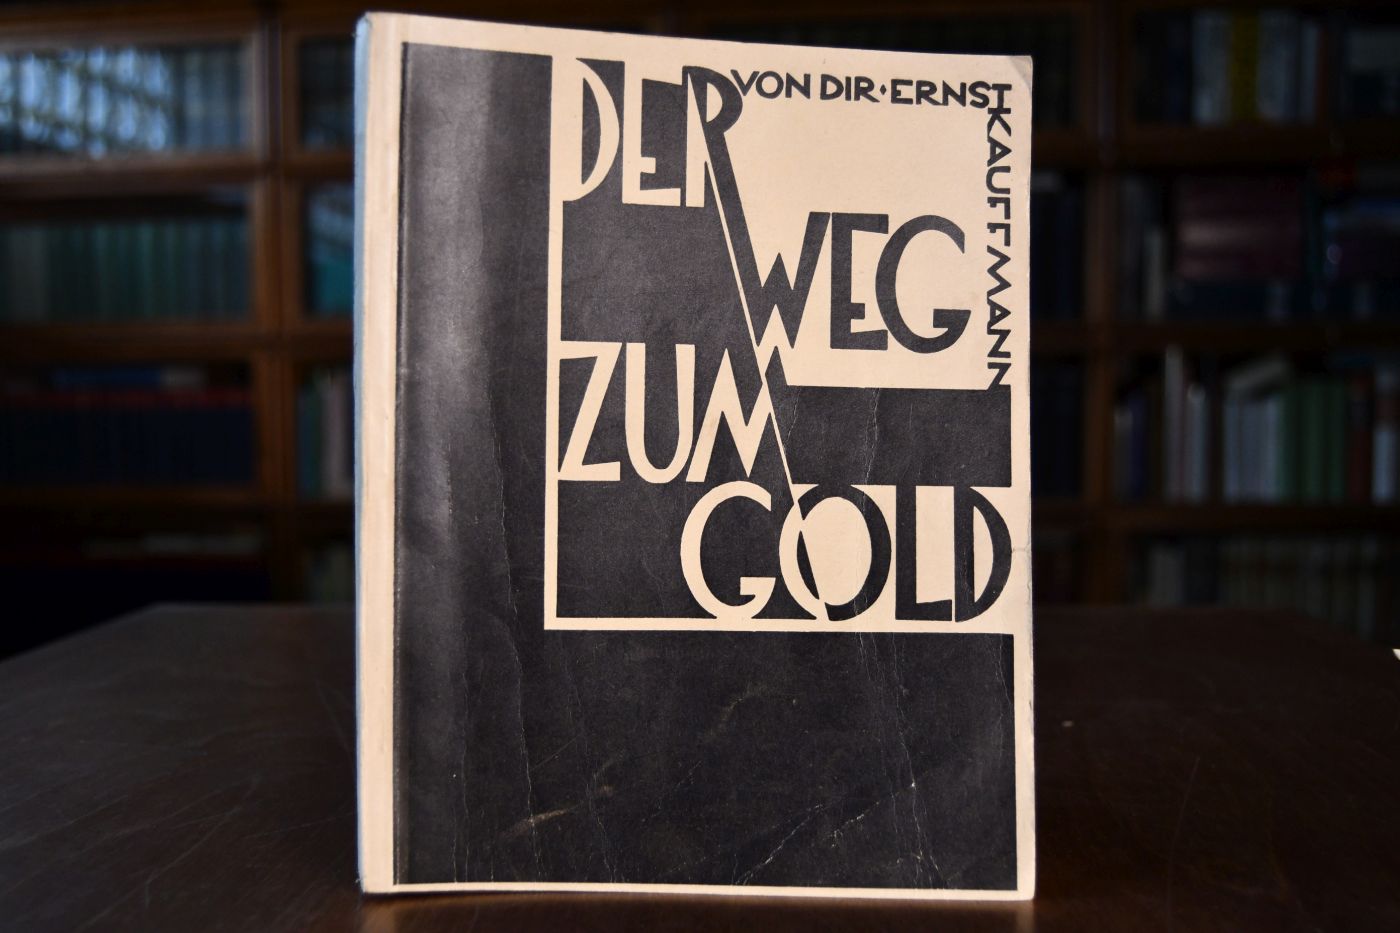 DER
VON DIR·ERNST
KAUFFMANN
WEG
ZUM
GOLD